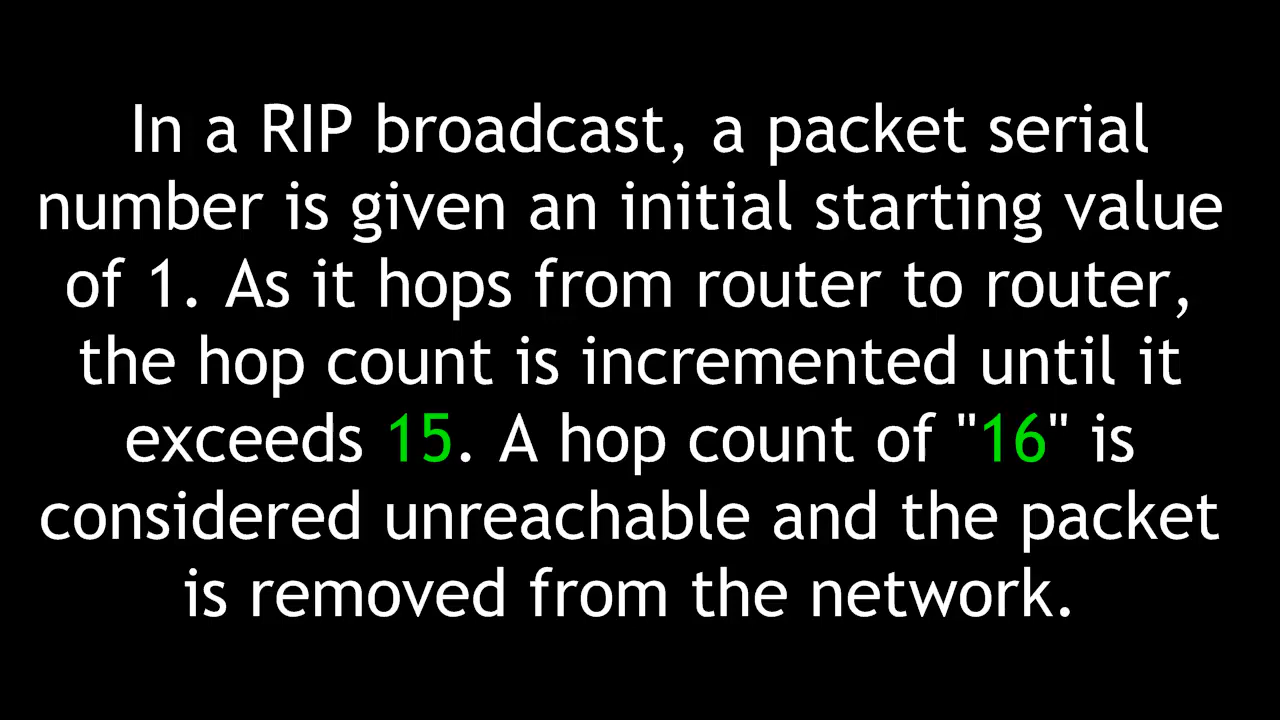 In a RIP broadcast, a packet serial
number is given an initial starting value
of 1. As it hops from router to router,
the hop count is incremented until it
exceeds 15. A hop count of "16" is
considered unreachable and the packet
is removed from the network.